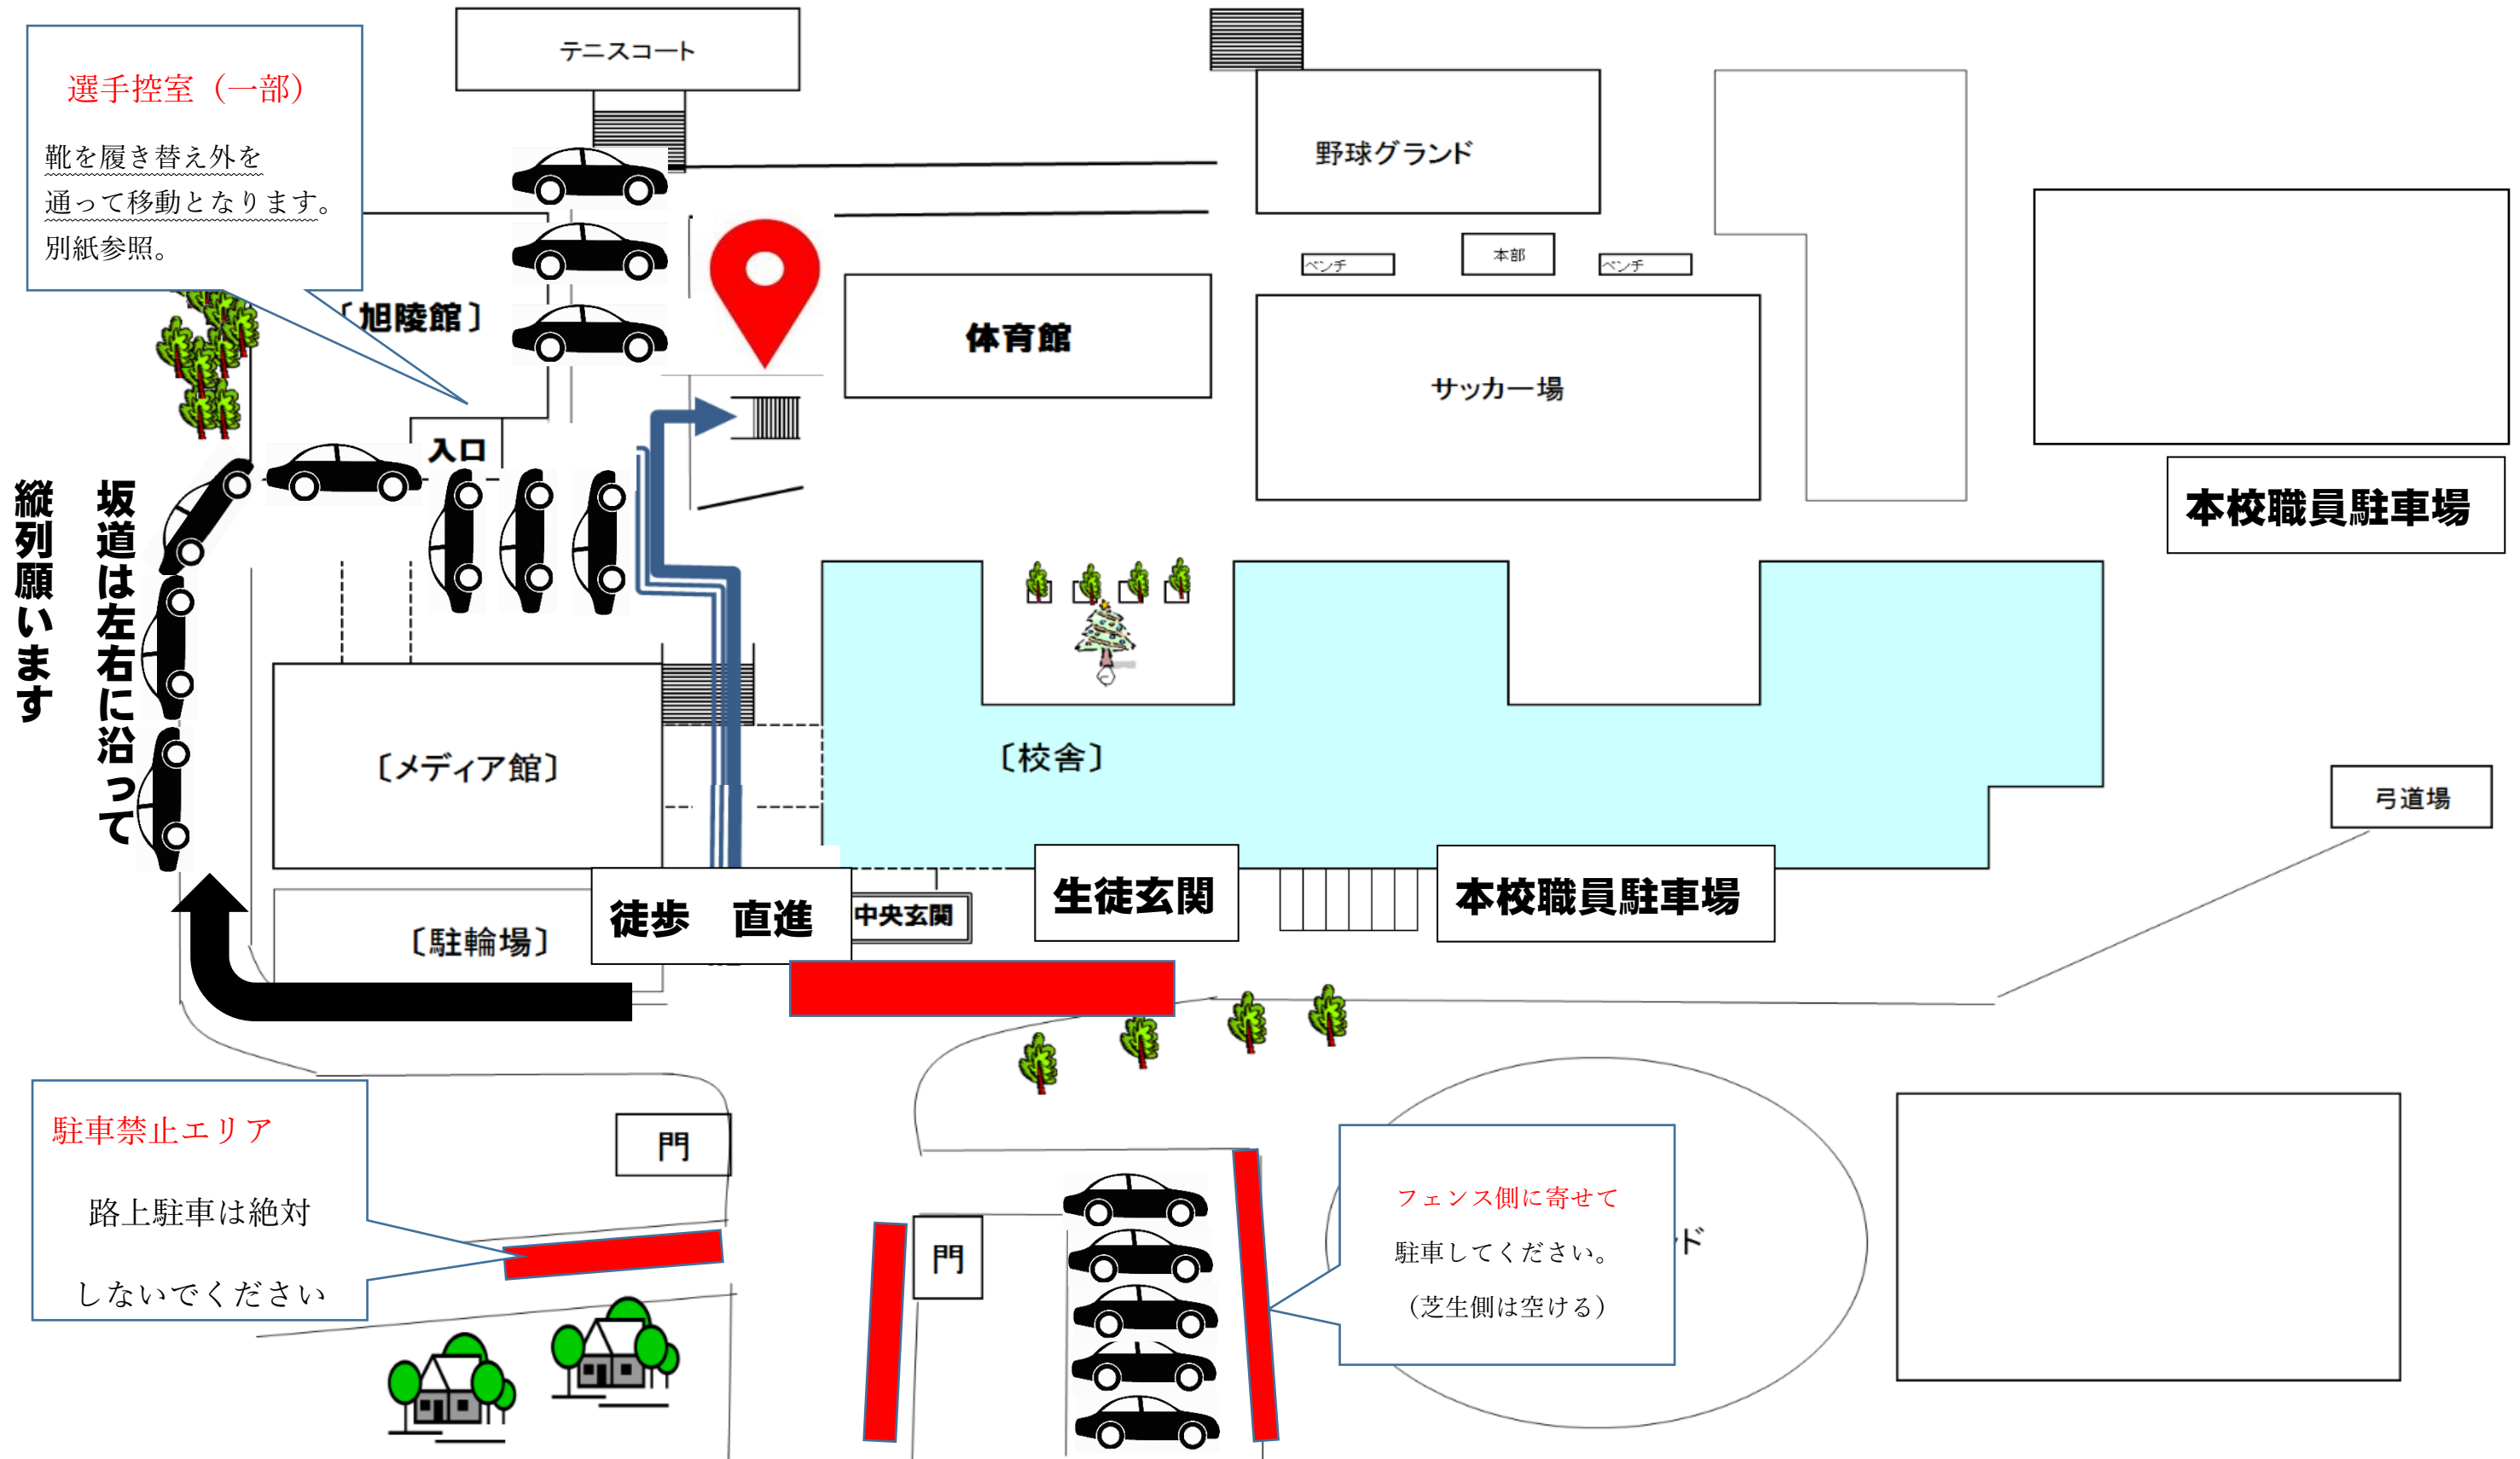 テニスコート
選手控室（一部）
靴を履き替え外を
通って移動となります。
別紙参照。
野球グランド
ベンチ
本部
ベンチ
〔旭陵館〕
体育館
サッカー場
入口
本校職員駐車場
坂道は左右に沿って
縦列願います
〔メディア館〕
〔校舎〕
弓道場
徒歩　直進
中央玄関
生徒玄関
本校職員駐車場
〔駐輪場〕
駐車禁止エリア
路上駐車は絶対
しないでください
門
門
フェンス側に寄せて
駐車してください。
（芝生側は空ける）
ド